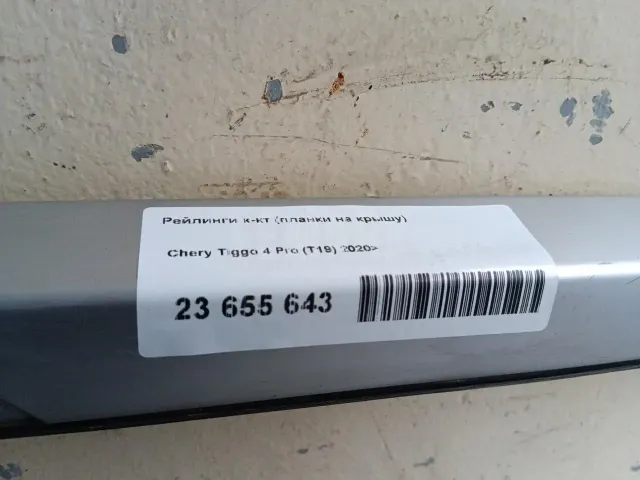 Рейлинги к-кт (планки на крышу)
Chery Tiggo 4 Pro (T19) 2020>
23 655 643